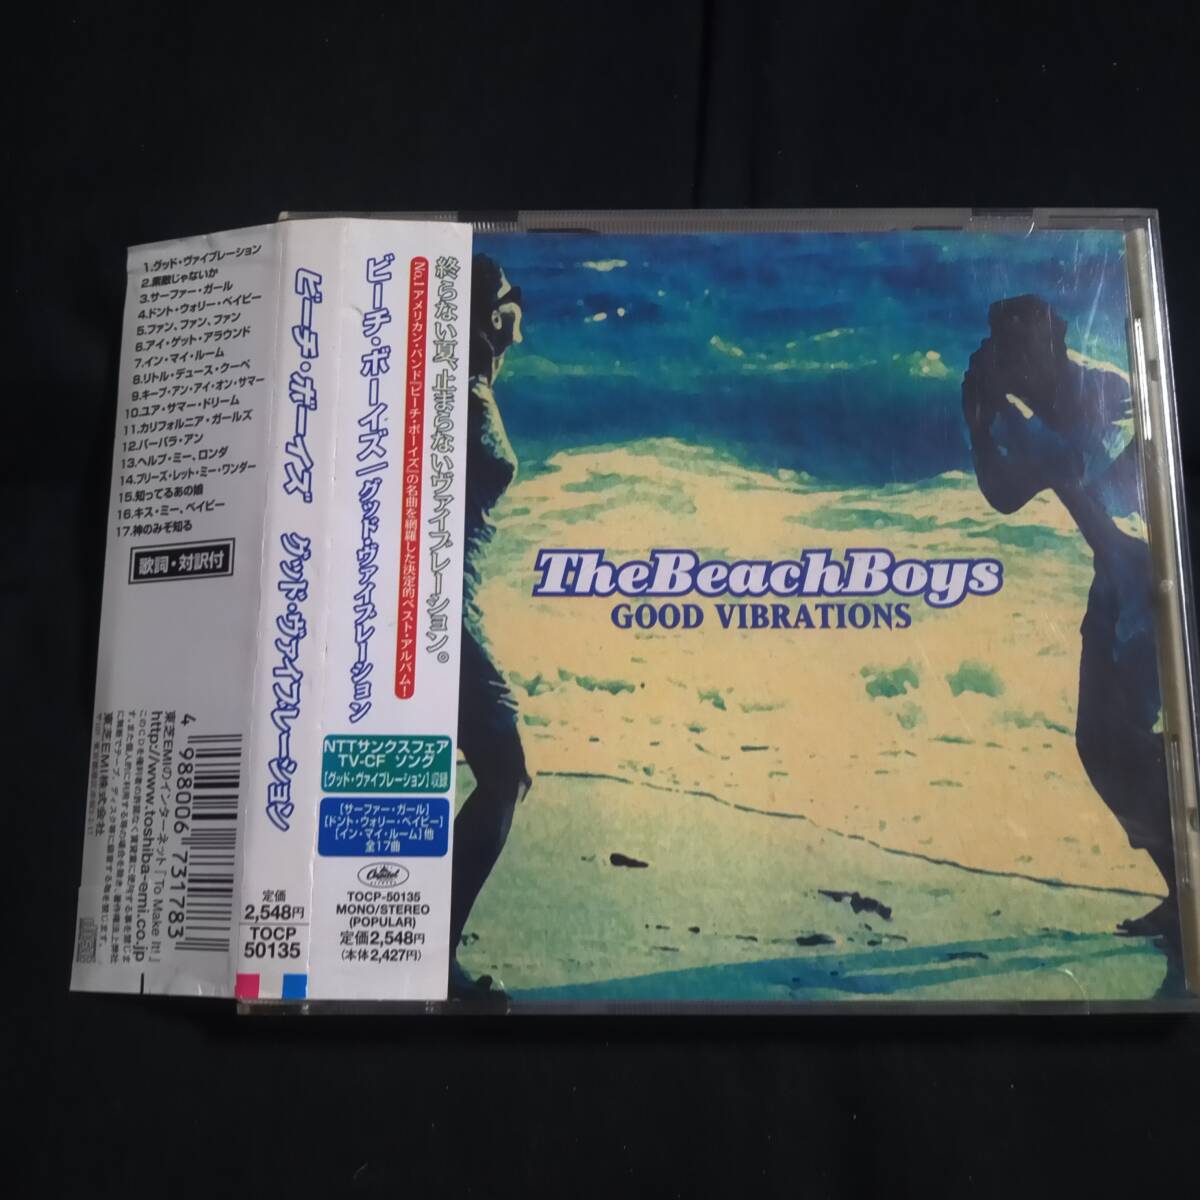 1.グッド・ヴァイブレーション
2.素敵じゃないか
3.サーファー・ガール
4.ドント・ウォリー・ベイビー
5.ファン、ファン、ファン
6.アイ・ゲット・アラウンド
7.イン・マイ・ルーム
8.リトル・デュース・クーペ
9.キープ・アン・アイ・オン・サマー
10.ユア・サマー・ドリーム
11.カリフォルニア・ガールズ
12.バーバラ・アン
13.ヘルプ・ミー、ロンダ
14.プリーズ・レット・ミー・ワンダー
15.知ってるあの娘
16.キス・ミー、ベイビー
17.神のみぞ知る
歌詞・対訳付
4 988006 731783
東芝EMIのインターネット『To Make It!』
http://www.toshiba-emi.co.jp
東芝EMI株式会社
ビーチ・ボーイズ グッド・ヴァイブレーション
定価
2,548円
TOCP
50135
終らない夏、止まらないヴァイブレーション。
No.1アメリカン・バンド『ビーチ・ボーイズ』の名曲を網羅した決定的ベスト・アルバム!
ビーチ・ボーイズ/グッド・ヴァイブレーション
NTTサンクスフェア
TV-CF ソング
[グッド・ヴァイブレーション]収録
[サーファー・ガール]
[ドント・ウォリー・ベイビー]
[イン・マイ・ルーム]他
全17曲
Capitol
TOCP-50135
MONO/STEREO
(POPULAR)
定価2,548円
(本体2,427円)
TheBeachBoys
GOOD VIBRATIONS